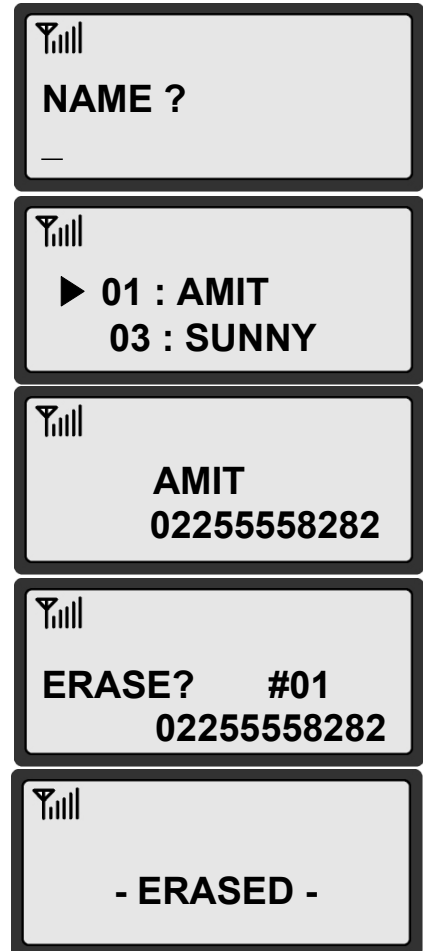 NAME ?
_
▶ 01 : AMIT
03 : SUNNY
AMIT
02255558282
ERASE? #01
02255558282
- ERASED -